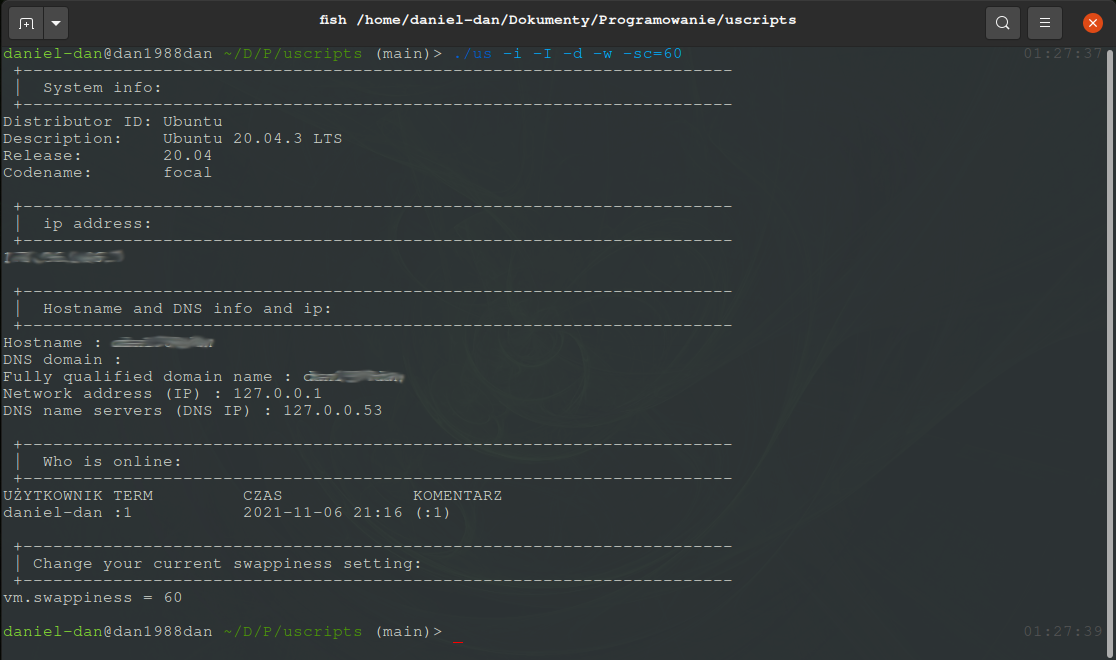 fish /home/daniel-dan/Dokumenty/Programowanie/uscripts
daniel-dan@dan1988dan ~/D/P/uscripts (main)> ./us -i -I -d -w -sc=60 01:27:37
+-----------------------------------------------------------------------
| System info:
+-----------------------------------------------------------------------
Distributor ID: Ubuntu
Description: Ubuntu 20.04.3 LTS
Release: 20.04
Codename: focal
+-----------------------------------------------------------------------
| ip address:
+-----------------------------------------------------------------------
+-----------------------------------------------------------------------
| Hostname and DNS info and ip:
+-----------------------------------------------------------------------
Hostname :
DNS domain :
Fully qualified domain name :
Network address (IP) : 127.0.0.1
DNS name servers (DNS IP) : 127.0.0.53
+-----------------------------------------------------------------------
| Who is online:
+-----------------------------------------------------------------------
UŻYTKOWNIK TERM CZAS KOMENTARZ
daniel-dan :1 2021-11-06 21:16 (:1)
+-----------------------------------------------------------------------
| Change your current swappiness setting:
+-----------------------------------------------------------------------
vm.swappiness = 60
daniel-dan@dan1988dan ~/D/P/uscripts (main)> _ 01:27:39